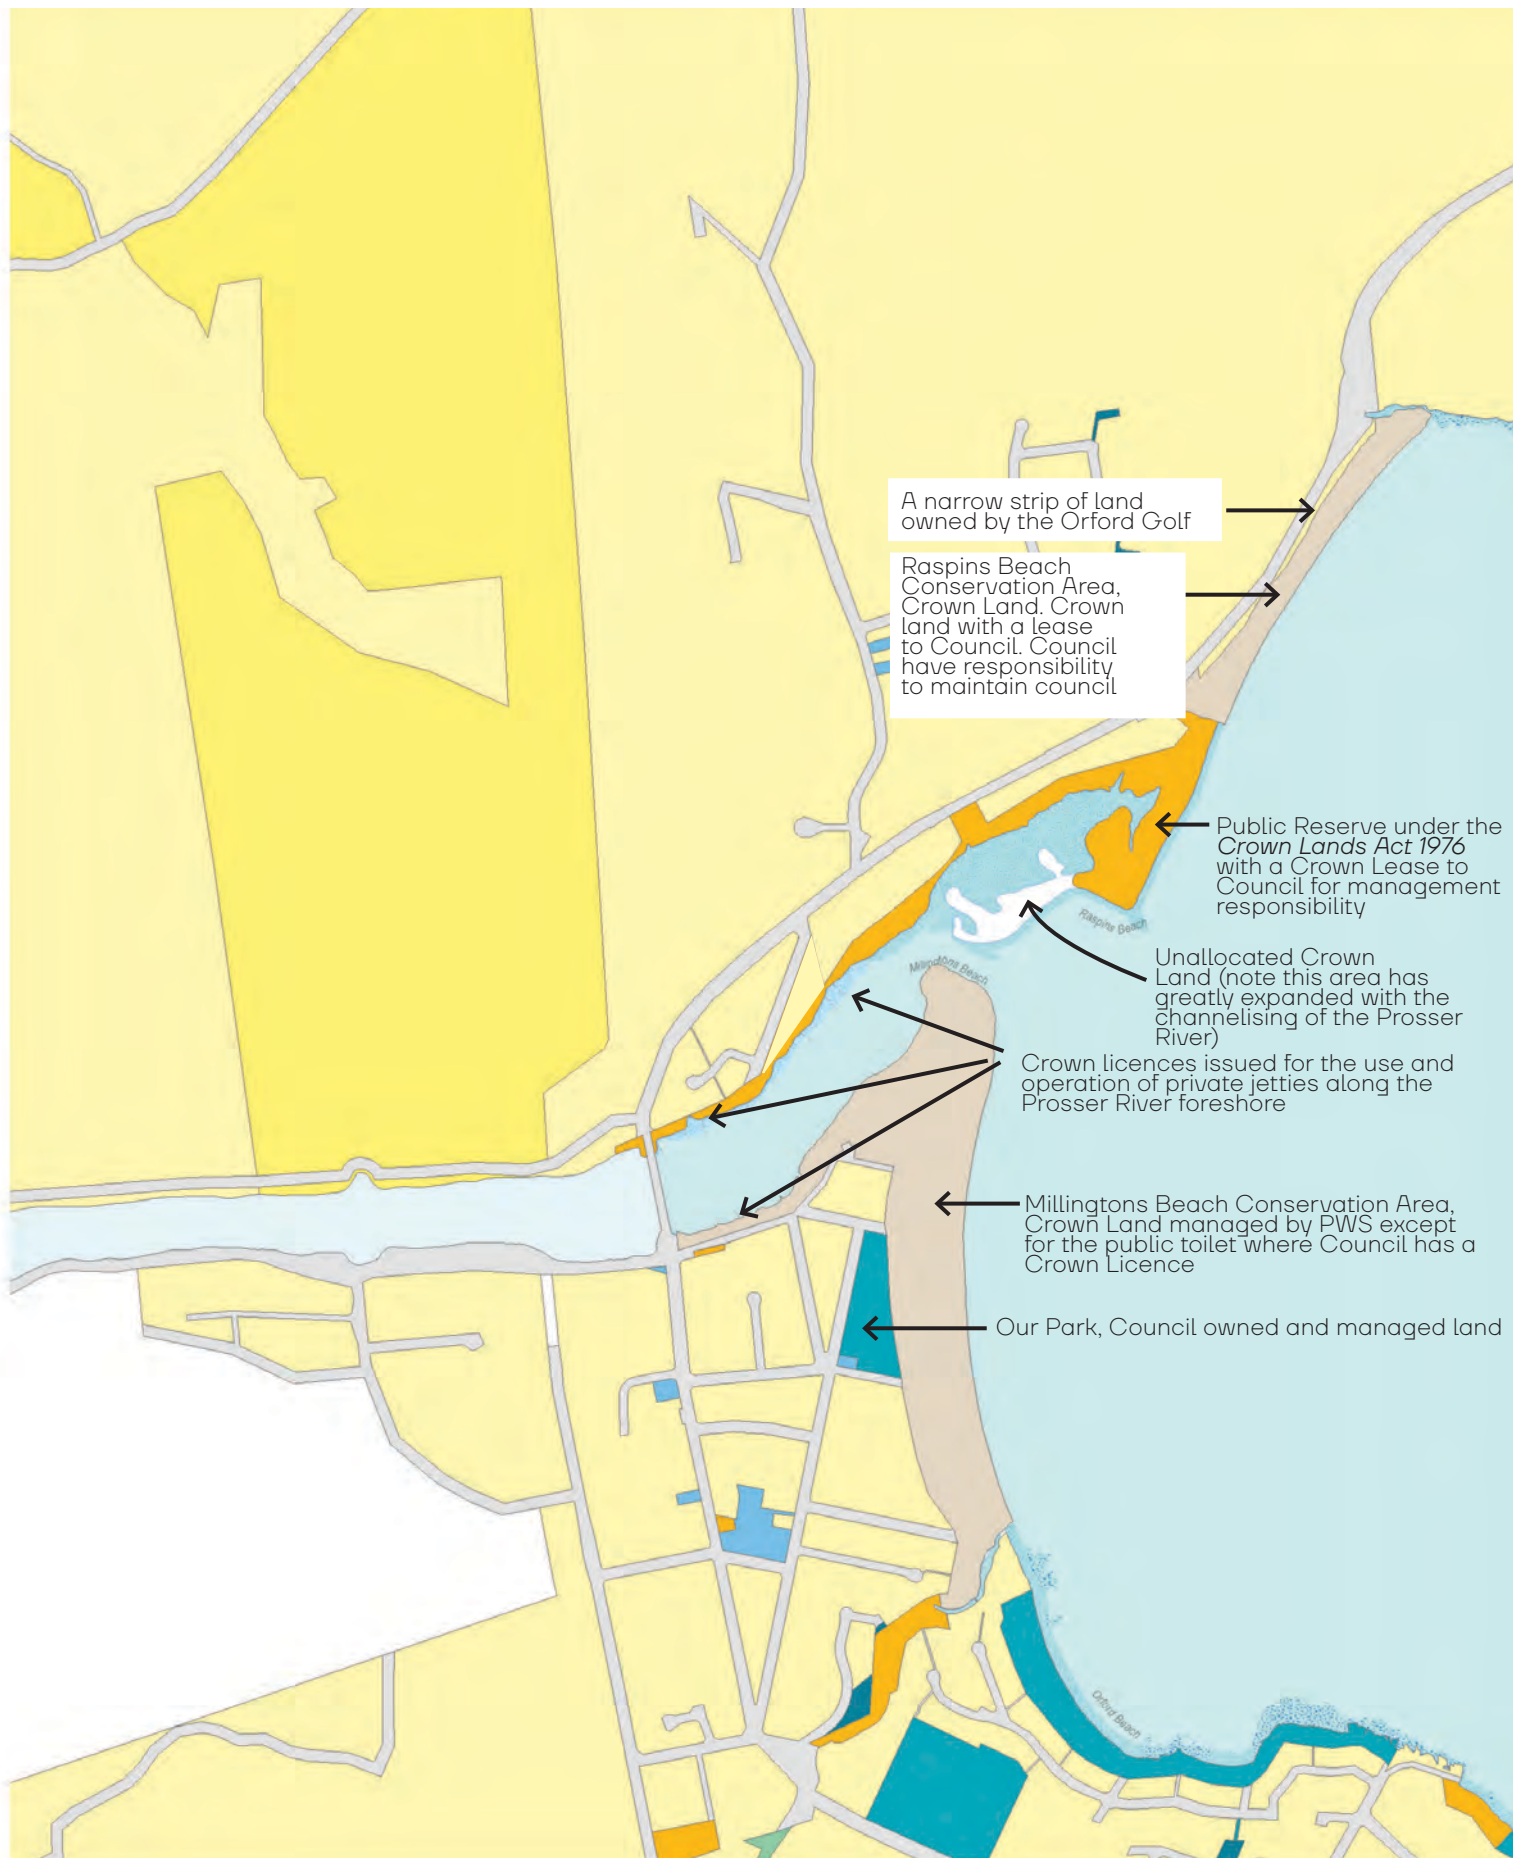 A narrow strip of land
owned by the Orford Golf
Raspins Beach
Conservation Area,
Crown Land. Crown
land with a lease
to Council. Council
have responsibility
to maintain council
Public Reserve under the
Crown Lands Act 1976
with a Crown Lease to
Council for management
responsibility
Raspins Beach
Unallocated Crown
Land (note this area has
greatly expanded with the
channelising of the Prosser
River)
Millingtons Beach
Crown licences issued for the use and
operation of private jetties along the
Prosser River foreshore
Millingtons Beach Conservation Area,
Crown Land managed by PWS except
for the public toilet where Council has a
Crown Licence
Our Park, Council owned and managed land
Orford Beach